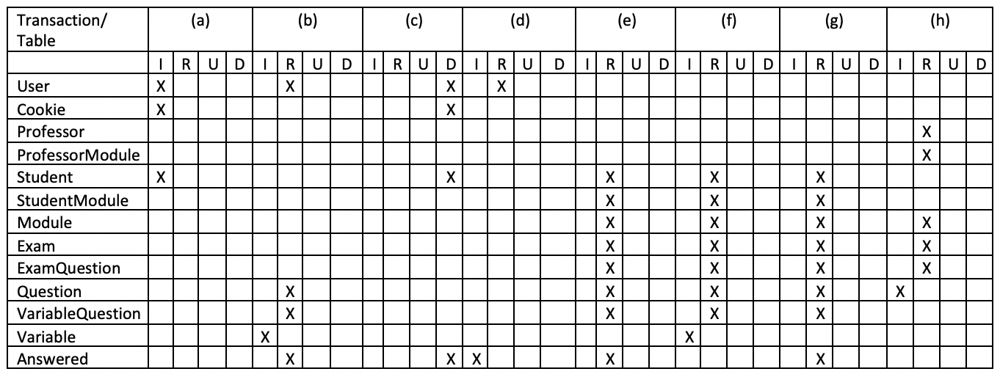 Transaction/ (a) (b) (c) (d) (e) (f) (g) (h)
Table
I R U D I R U D I R U D I R U D I R U D I R U D I R U D I R U D
User X X X X
Cookie X X
Professor X
ProfessorModule X
Student X X X X X
StudentModule X X X
Module X X X X
Exam X X X X
ExamQuestion X X X X
Question X X X X X
VariableQuestion X X X X
Variable X X
Answered X X X X X